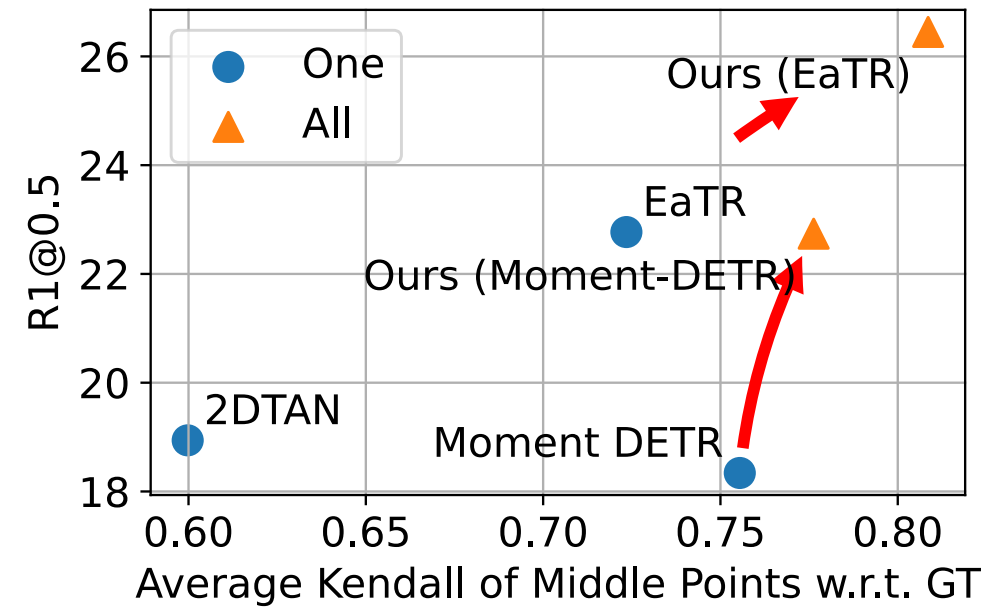 26
24
22
20
18
R1@0.5
One
All
Ours (EaTR)
EaTR
Ours (Moment-DETR)
2DTAN
Moment DETR
0.60 0.65 0.70 0.75 0.80
Average Kendall of Middle Points w.r.t. GT